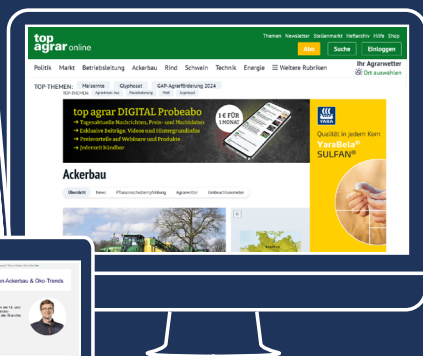 top
agrar online
Themen Newsletter Stellenmarkt Heftarchiv Hilfe Shop
Abo Suche Einloggen
Politik Markt Betriebsleitung Ackerbau Rind Schwein Technik Energie ☰ Weitere Rubriken
Ihr Agrarwetter
Ort auswählen
TOP-THEMEN: Maisernte Glyphosat GAP-Agrarförderung 2024
top agrar DIGITAL Probeabo
→ Tagesaktuelle Nachrichten, Preis- und Marktdaten
→ Exklusive Beiträge, Videos und Hintergrundinfos
→ Preisvorteile auf Webinare und Produkte
→ Jederzeit kündbar
1 € FÜR
1 MONAT
YARA
Qualität in jedem Korn
YaraBela®
SULFAN®
Ackerbau
Übersicht News Pflanzenschutzempfehlung Agrarwetter
n-Ackerbau & Öko-Trends